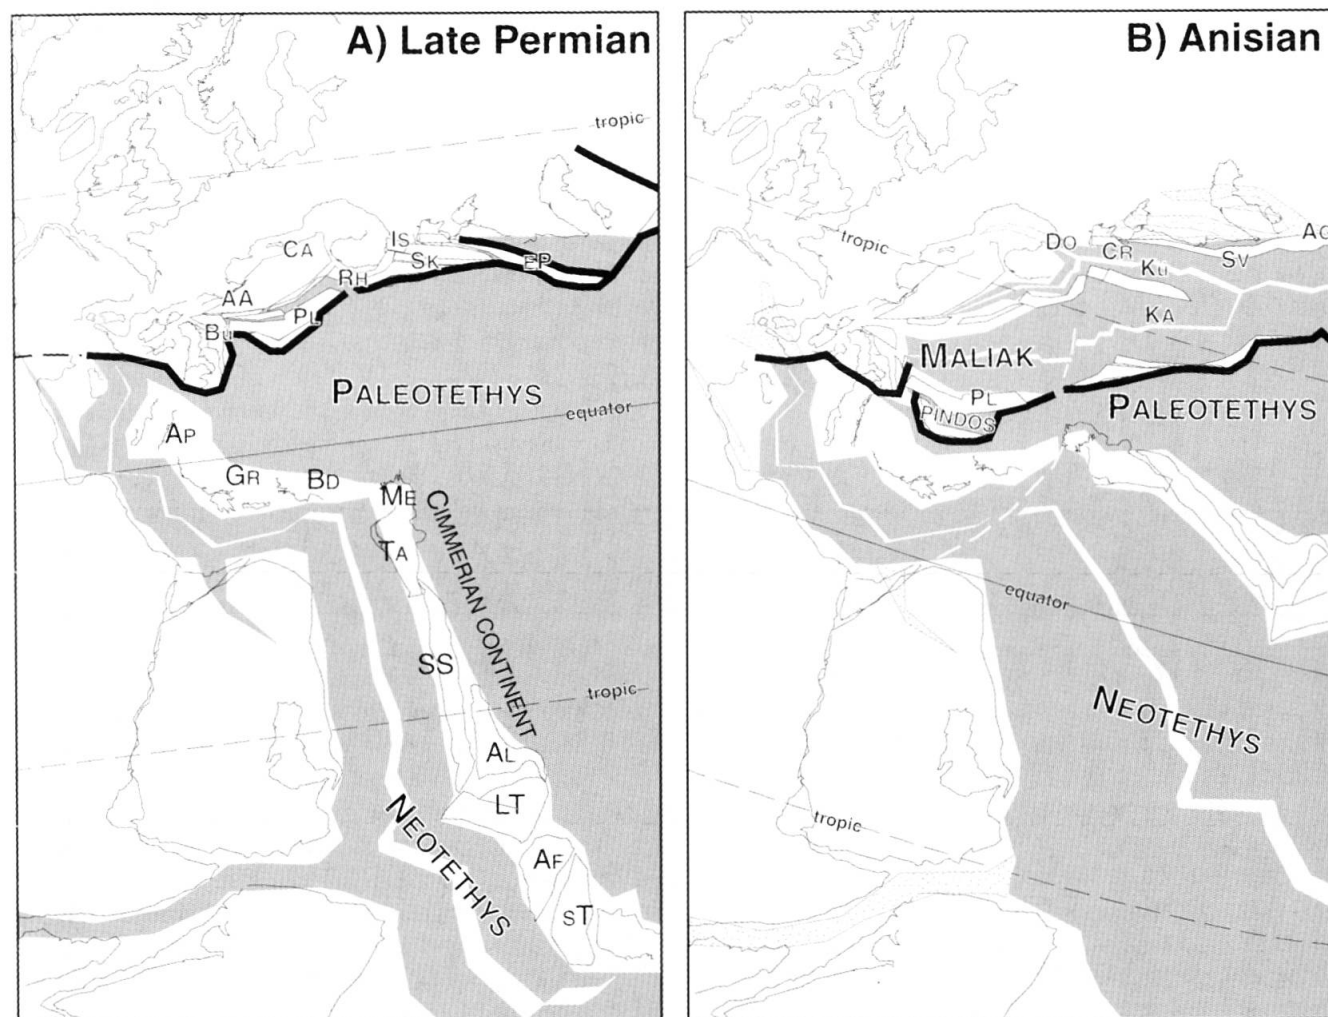 A) Late Permian
tropic
CA
IS
SK
EP
RH
AA
PL
BU
PALEOTETHYS
equator
AP
GR
BD
ME
TA
CIMMERIAN CONTINENT
SS
tropic
AL
LT
NEOTETHYS
AF
sT
B) Anisian
tropic
DO
CR
KU
SV
KA
MALIAK
PL
PINDOS
PALEOTETHYS
equator
NEOTETHYS
tropic